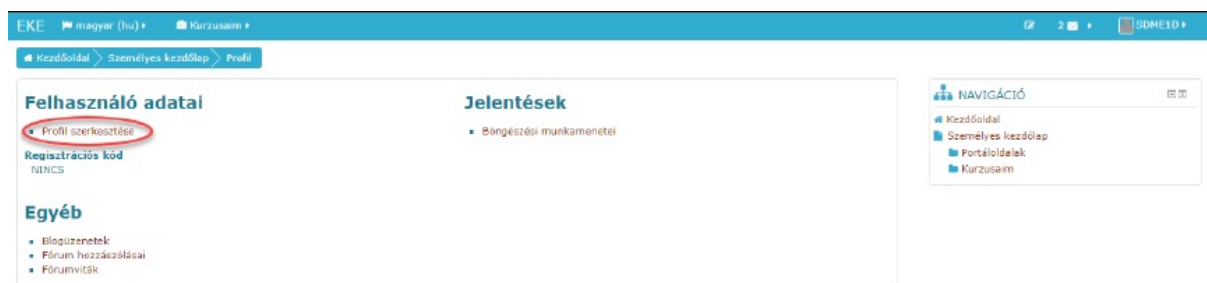 EKE magyar (hu) Kurzusaim 2 SDME1D
Kezdőoldal Személyes kezdőlap Profil
Felhasználó adatai
Profil szerkesztése
Regisztrációs kód
NINCS
Egyéb
Blogüzenetek
Fórum hozzászólásai
Fórumviták
Jelentések
Böngészési munkamenetei
NAVIGÁCIÓ
Kezdőoldal
Személyes kezdőlap
Portáloldalak
Kurzusaim